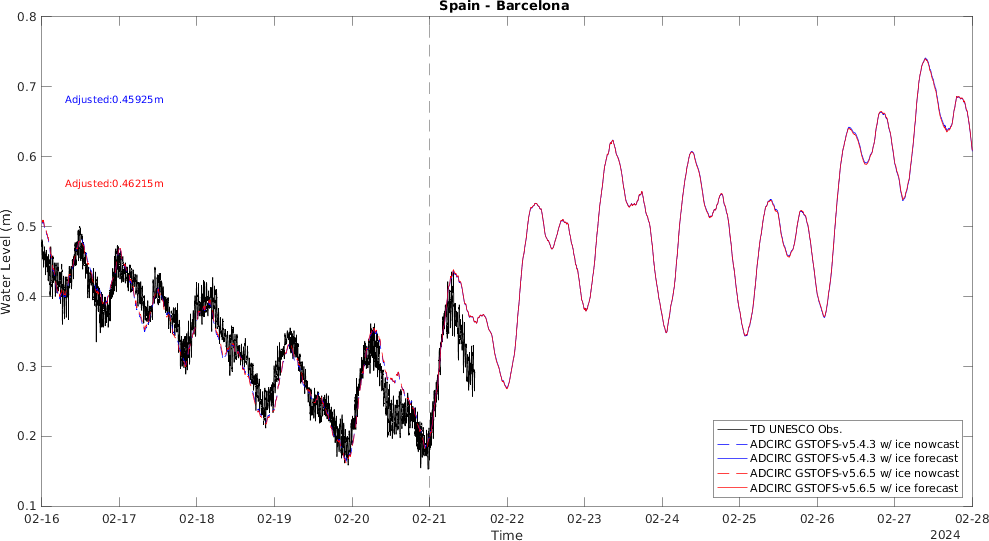 Spain - Barcelona
0.8
0.7
0.6
0.5
0.4
0.3
0.2
0.1
Water Level (m)
Adjusted:0.45925m
Adjusted:0.46215m
TD UNESCO Obs.
ADCIRC GSTOFS-v5.4.3 w/ ice nowcast
ADCIRC GSTOFS-v5.4.3 w/ ice forecast
ADCIRC GSTOFS-v5.6.5 w/ ice nowcast
ADCIRC GSTOFS-v5.6.5 w/ ice forecast
02-16 02-17 02-18 02-19 02-20 02-21 02-22 02-23 02-24 02-25 02-26 02-27 02-28
Time
2024